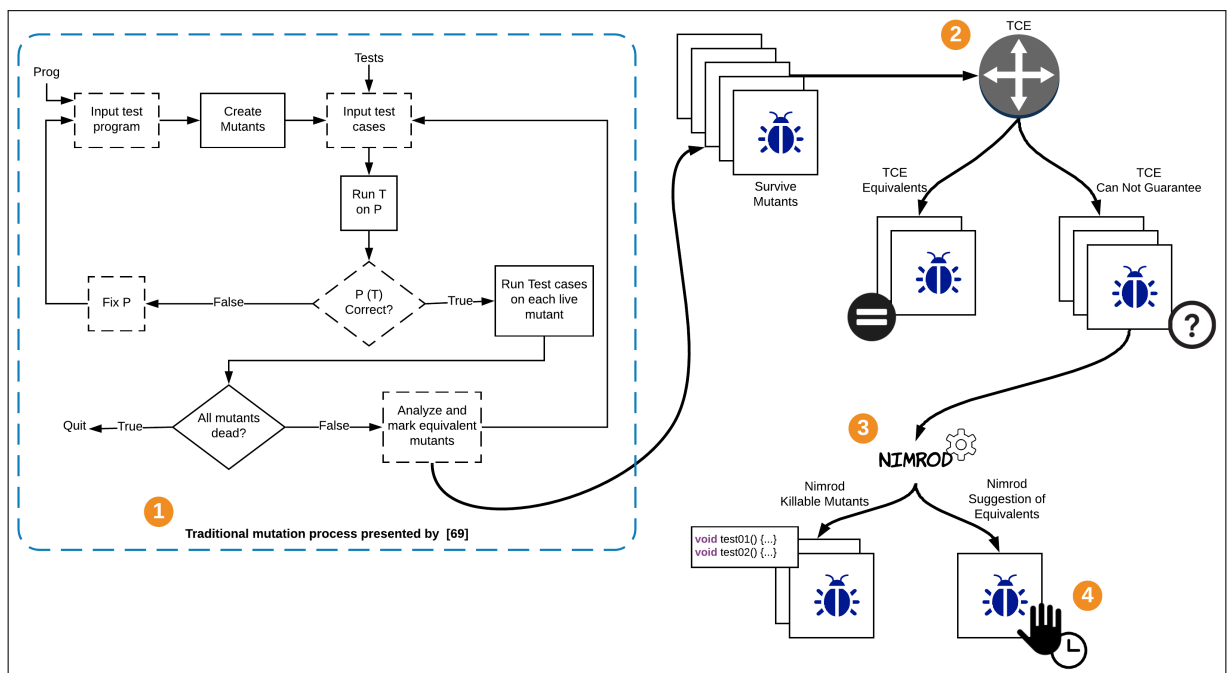 Prog
Tests
Input test
program
Create
Mutants
Input test
cases
Run T
on P
Fix P
False
P (T)
Correct?
True
Run Test cases
on each live
mutant
Quit
True
All mutants
dead?
False
Analyze and
mark equivalent
mutants
1
Traditional mutation process presented by [69]
Survive
Mutants
2
TCE
TCE
Equivalents
TCE
Can Not Guarantee
=
?
3
NIMROD
Nimrod
Killable Mutants
Nimrod
Suggestion of
Equivalents
void test01() {...}
void test02() {...}
4